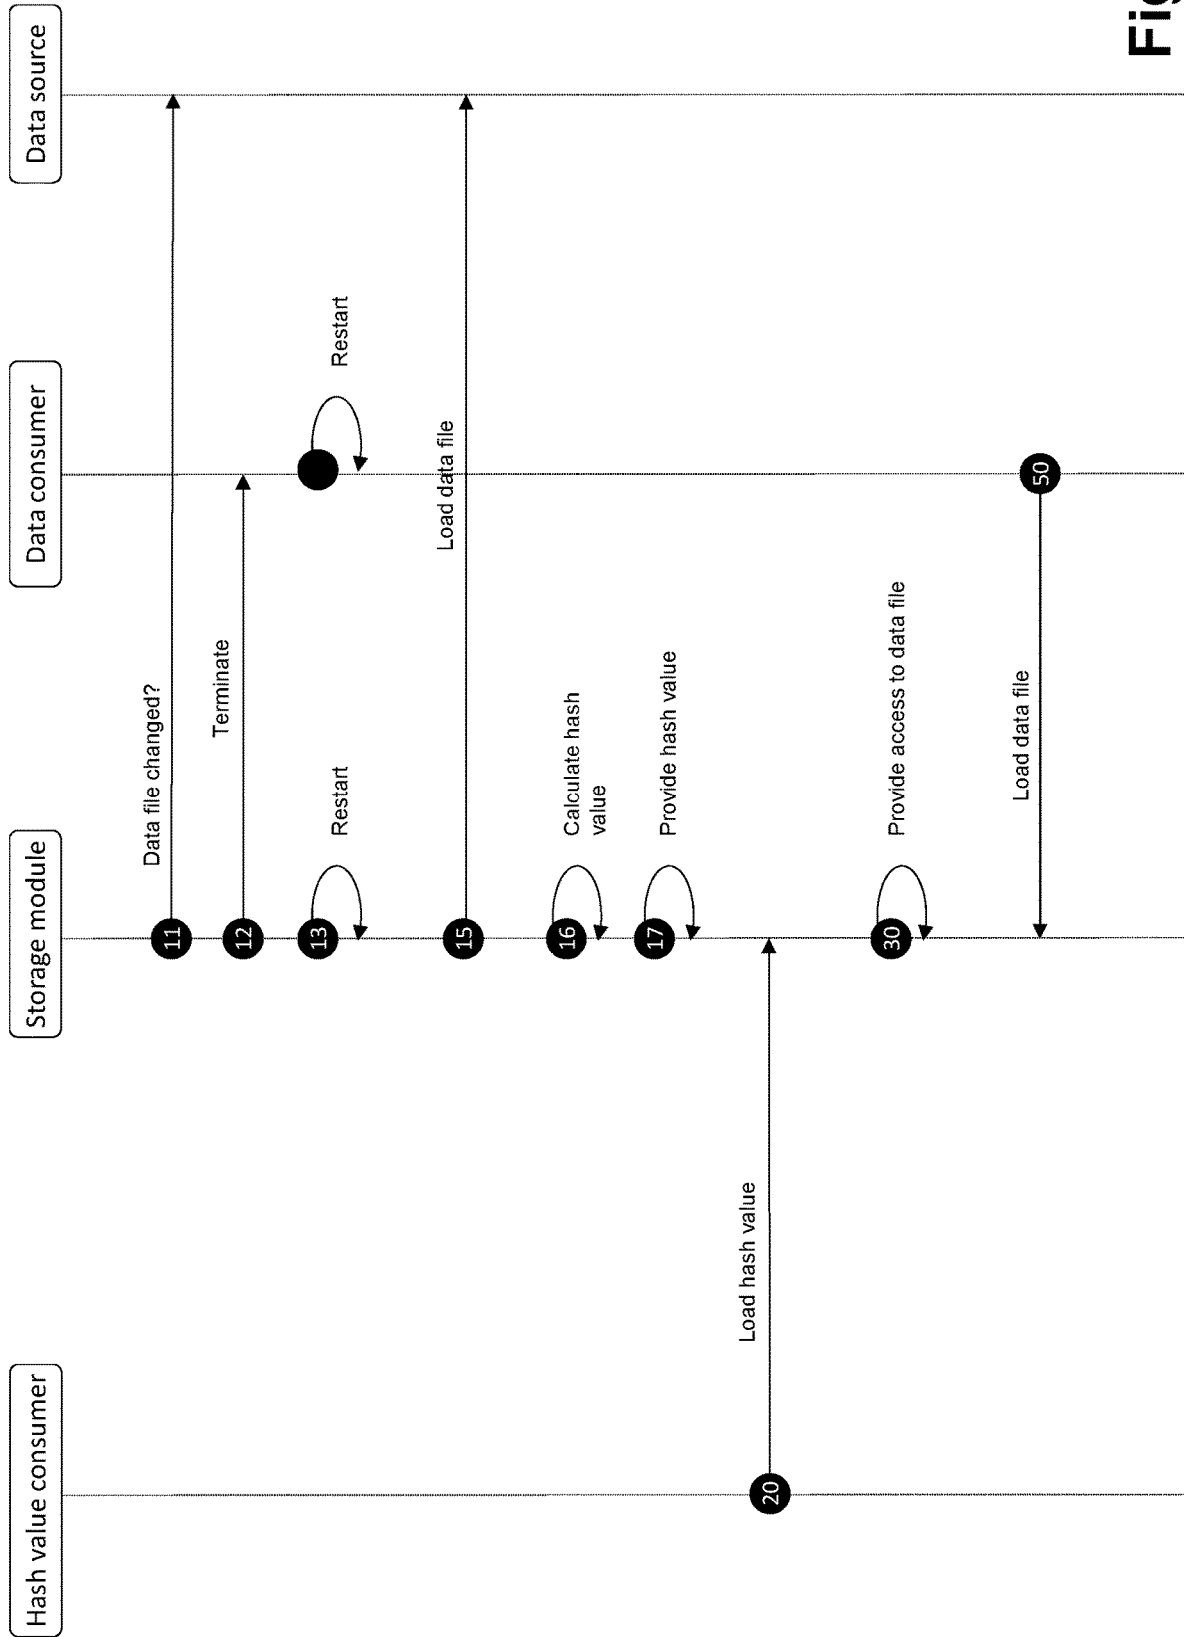 Hash value consumer
Storage module
Data consumer
Data source
Data file changed?
11
Terminate
12
13
Restart
Restart
Load data file
15
16
Calculate hash
value
17
Provide hash value
Load hash value
20
30
Provide access to data file
Load data file
50
Fig